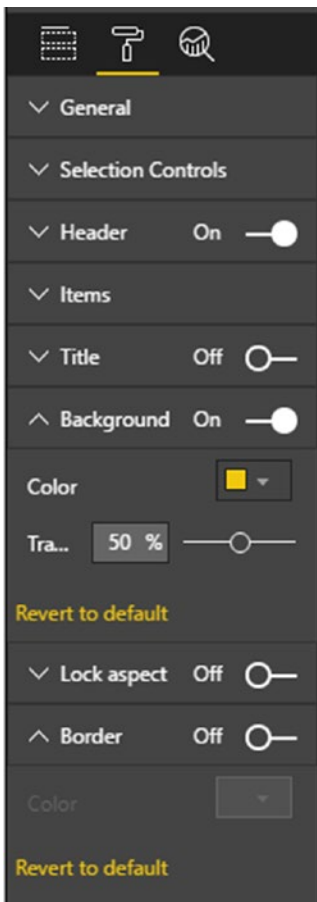 General
Selection Controls
Header On
Items
Title Off
Background On
Color
Tra... 50 %
Revert to default
Lock aspect Off
Border Off
Color
Revert to default